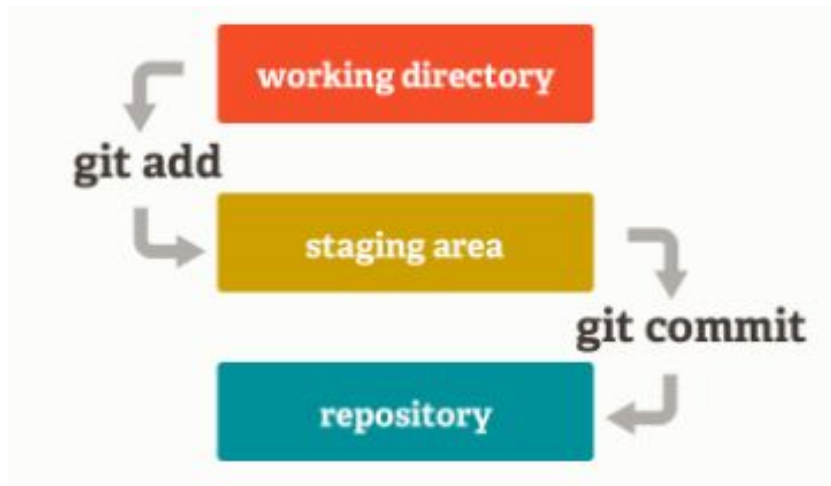 working directory
git add
staging area
git commit
repository